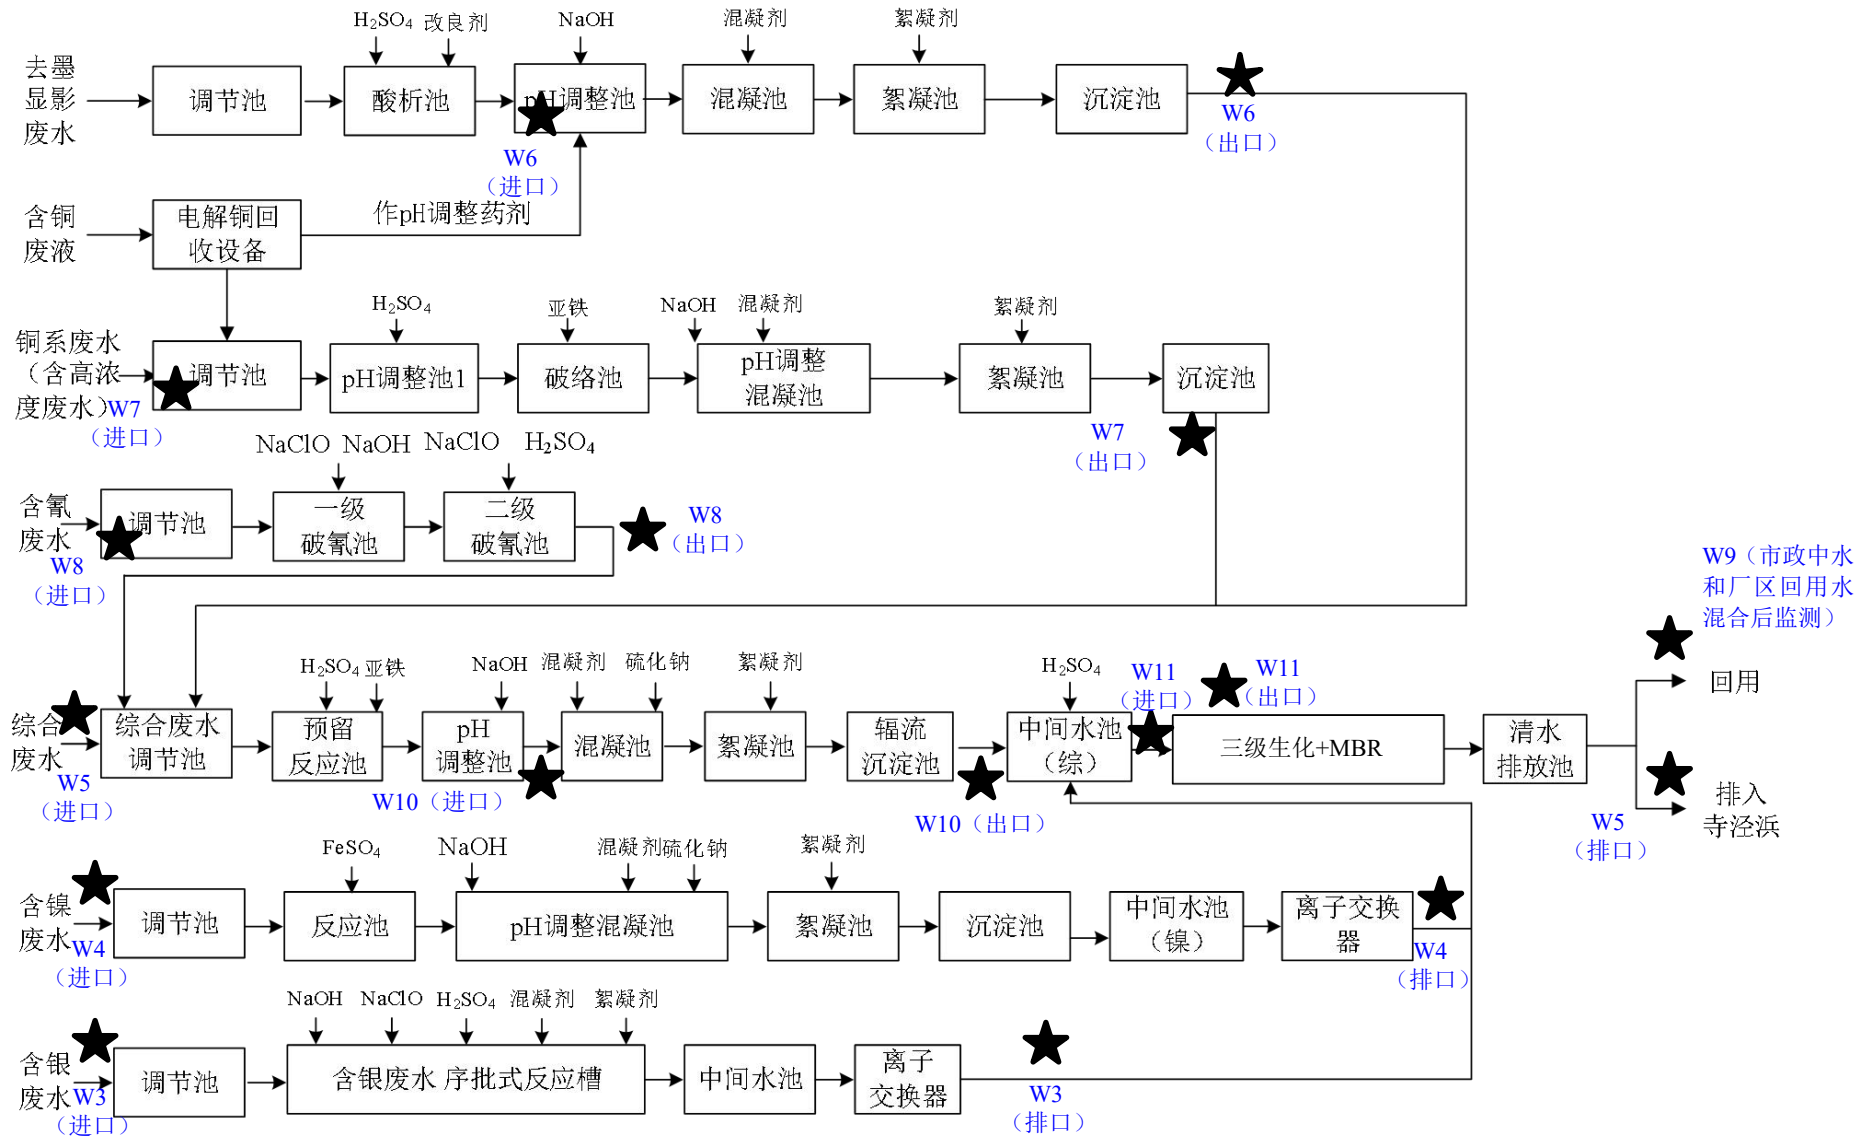 H₂SO₄ 改良剂
NaOH
混凝剂
絮凝剂
去墨
显影
废水
调节池
酸析池
pH调整池
混凝池
絮凝池
沉淀池
W6
（出口）
W6
（进口）
含铜
废液
电解铜回
收设备
作pH调整药剂
H₂SO₄
亚铁
NaOH 混凝剂
絮凝剂
铜系废水
（含高浓
度废水）
调节池
pH调整池1
破络池
pH调整
混凝池
絮凝池
沉淀池
W7
（进口）
W7
（出口）
NaClO NaOH
NaClO H₂SO₄
含氰
废水
调节池
一级
破氰池
二级
破氰池
W8
（出口）
W8
（进口）
W9（市政中水
和厂区回用水
混合后监测）
H₂SO₄ 亚铁
NaOH 混凝剂 硫化钠
絮凝剂
H₂SO₄
W11
（进口）
W11
（出口）
回用
综合
废水
综合废水
调节池
预留
反应池
pH
调整池
混凝池
絮凝池
辐流
沉淀池
中间水池
（综）
三级生化+MBR
清水
排放池
W5
（进口）
W10（进口）
W10（出口）
排入
寺泾浜
W5
（排口）
FeSO₄
NaOH
混凝剂 硫化钠
絮凝剂
含镍
废水
调节池
反应池
pH调整混凝池
絮凝池
沉淀池
中间水池
（镍）
离子交换
器
W4
（进口）
W4
（排口）
NaOH NaClO H₂SO₄ 混凝剂 絮凝剂
含银
废水
调节池
含银废水 序批式反应槽
中间水池
离子
交换器
W3
（进口）
W3
（排口）